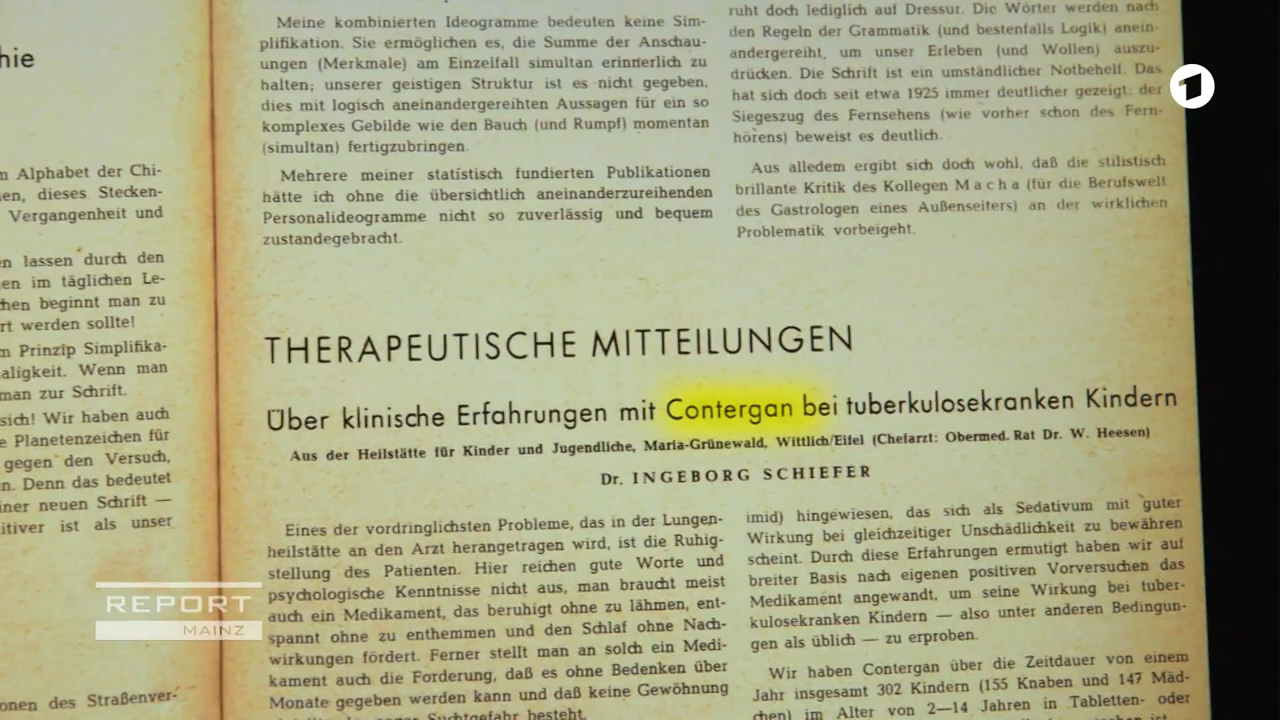 hie
n Alphabet der Chi-
en, dieses Stecken-
Vergangenheit und
en lassen durch den
en im täglichen Le-
hen beginnt man zu
rt werden sollte!
m Prinzip Simplifika-
aligkeit. Wenn man
man zur Schrift.
sich! Wir haben auch
e Planetenzeichen für
gegen den Versuch,
n. Denn das bedeutet
iner neuen Schrift —
itiver ist als unser
onen des Straßenver-
Meine kombinierten Ideogramme bedeuten keine Sim-
plifikation. Sie ermöglichen es, die Summe der Anschau-
ungen (Merkmale) am Einzelfall simultan erinnerlich zu
halten; unserer geistigen Struktur ist es nicht gegeben,
dies mit logisch aneinandergereihten Aussagen für ein so
komplexes Gebilde wie den Bauch (und Rumpf) momentan
(simultan) fertigzubringen.
Mehrere meiner statistisch fundierten Publikationen
hätte ich ohne die übersichtlich aneinanderzureihenden
Personalideogramme nicht so zuverlässig und bequem
zustandegebracht.
ruht doch lediglich auf Dressur. Die Wörter werden nach
den Regeln der Grammatik (und bestenfalls Logik) anein-
andergereiht, um unser Erleben (und Wollen) auszu-
drücken. Die Schrift ist ein umständlicher Notbehelf. Das
hat sich doch seit etwa 1925 immer deutlicher gezeigt: der
Siegeszug des Fernsehens (wie vorher schon des Fern-
hörens) beweist es deutlich.
Aus alledem ergibt sich doch wohl, daß die stilistisch
brillante Kritik des Kollegen Macha (für die Berufswelt
des Gastrologen eines Außenseiters) an der wirklichen
Problematik vorbeigeht.
THERAPEUTISCHE MITTEILUNGEN
Über klinische Erfahrungen mit Contergan bei tuberkulosekranken Kindern
Aus der Heilstätte für Kinder und Jugendliche, Maria-Grünewald, Wittlich/Eifel (Chefarzt: Obermed. Rat Dr. W. Heesen)
Dr. INGEBORG SCHIEFER
Eines der vordringlichsten Probleme, das in der Lungen-
heilstätte an den Arzt herangetragen wird, ist die Ruhig-
stellung des Patienten. Hier reichen gute Worte und
psychologische Kenntnisse nicht aus, man braucht meist
auch ein Medikament, das beruhigt ohne zu lähmen, ent-
spannt ohne zu enthemmen und den Schlaf ohne Nach-
wirkungen fördert. Ferner stellt man an solch ein Medi-
kament auch die Forderung, daß es ohne Bedenken über
Monate gegeben werden kann und daß keine Gewöhnung
Suchtgefahr besteht.
imid) hingewiesen, das sich als Sedativum mit guter
Wirkung bei gleichzeitiger Unschädlichkeit zu bewähren
scheint. Durch diese Erfahrungen ermutigt haben wir auf
breiter Basis nach eigenen positiven Vorversuchen das
Medikament angewandt, um seine Wirkung bei tuber-
kulosekranken Kindern — also unter anderen Bedingun-
gen als üblich — zu erproben.
Wir haben Contergan über die Zeitdauer von einem
Jahr insgesamt 302 Kindern (155 Knaben und 147 Mäd-
chen) im Alter von 2—14 Jahren in Tabletten- oder
REPORT
MAINZ
1